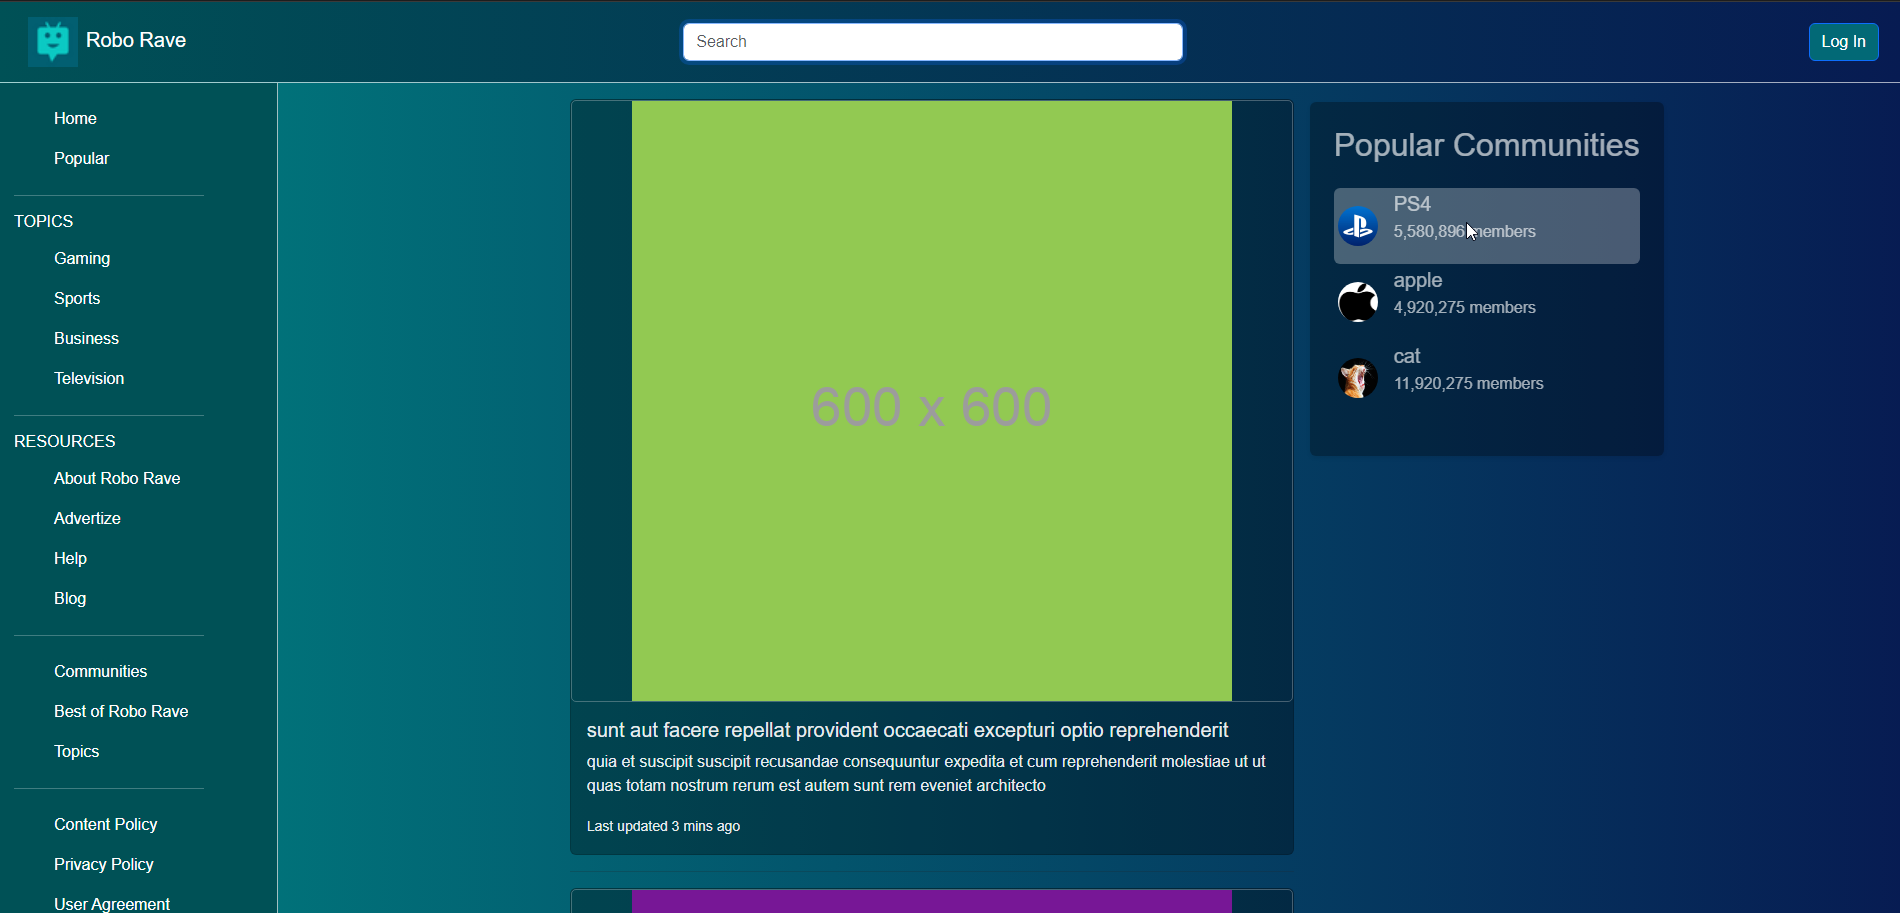 Robo Rave
Search
Log In
Home
Popular
TOPICS
Gaming
Sports
Business
Television
RESOURCES
About Robo Rave
Advertize
Help
Blog
Communities
Best of Robo Rave
Topics
Content Policy
Privacy Policy
User Agreement
600 x 600
sunt aut facere repellat provident occaecati excepturi optio reprehenderit
quia et suscipit suscipit recusandae consequuntur expedita et cum reprehenderit molestiae ut ut
quas totam nostrum rerum est autem sunt rem eveniet architecto
Last updated 3 mins ago
Popular Communities
PS4
5,580,896 members
apple
4,920,275 members
cat
11,920,275 members